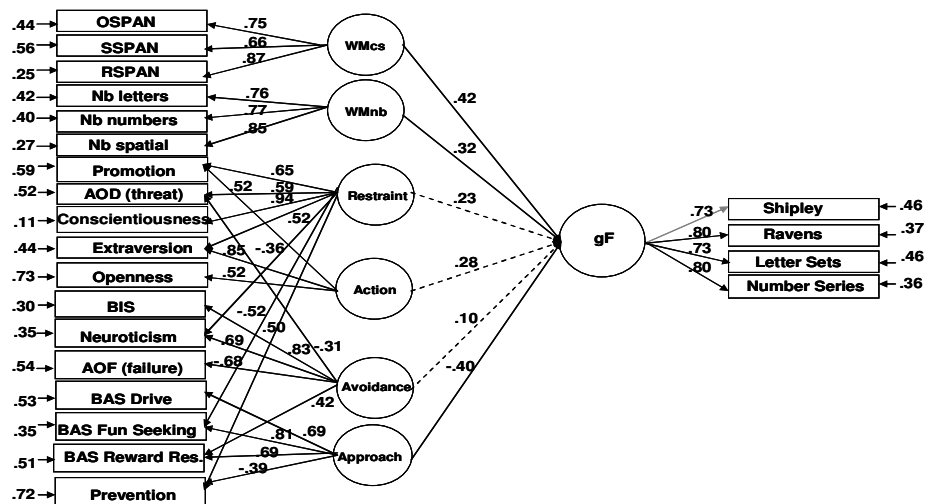 .44 OSPAN .75
.56 SSPAN .66 WMcs
.25 RSPAN .87
.42 Nb letters .76
.40 Nb numbers .77 WMnb .42
.27 Nb spatial .85 .32
.59 Promotion .65
.52 AOD (threat) .52 .59 Restraint .23 .73 Shipley .46
.11 Conscientiousness .94 .80 Ravens .37
.44 Extraversion .85 -.36 .52 gF .73 Letter Sets .46
.73 Openness .52 Action .28 .80 Number Series .36
.30 BIS -.52
.35 Neuroticism .69 .50 .83 -.31 .10
.54 AOF (failure) -.68 Avoidance -.40
.53 BAS Drive .42
.35 BAS Fun Seeking .81 .69
.51 BAS Reward Res. .69 Approach
.72 Prevention -.39